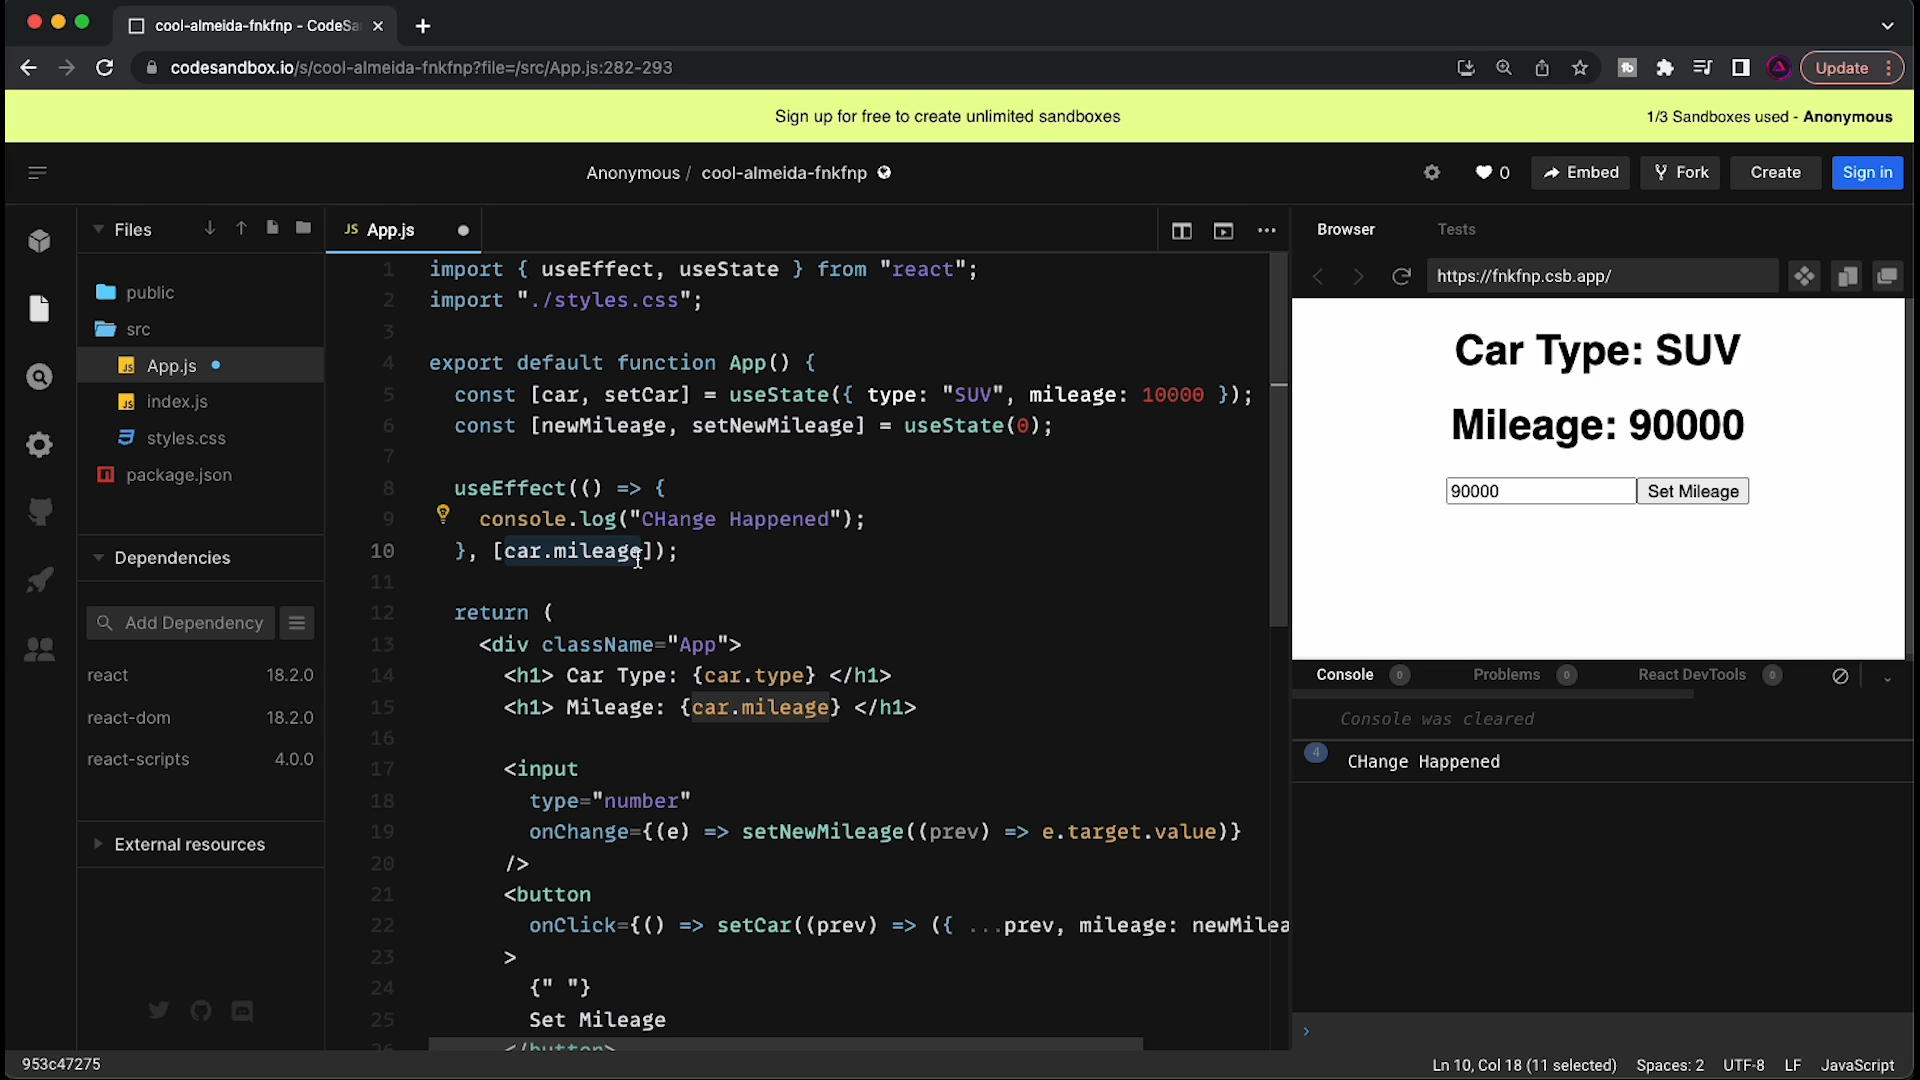 cool-almeida-fnkfnp - CodeSa
codesandbox.io/s/cool-almeida-fnkfnp?file=/src/App.js:282-293
Update
Sign up for free to create unlimited sandboxes
1/3 Sandboxes used - Anonymous
Anonymous / cool-almeida-fnkfnp
0
Embed
Fork
Create
Sign in
Files
public
src
JS App.js
JS index.js
styles.css
package.json
Dependencies
Add Dependency
react 18.2.0
react-dom 18.2.0
react-scripts 4.0.0
External resources
JS App.js
1 import { useEffect, useState } from "react";
2 import "./styles.css";
3
4 export default function App() {
5 const [car, setCar] = useState({ type: "SUV", mileage: 10000 });
6 const [newMileage, setNewMileage] = useState(0);
7
8 useEffect(() => {
9 console.log("CHange Happened");
10 }, [car.mileage]);
11
12 return (
13 <div className="App">
14 <h1> Car Type: {car.type} </h1>
15 <h1> Mileage: {car.mileage} </h1>
16
17 <input
18 type="number"
19 onChange={(e) => setNewMileage((prev) => e.target.value)}
20 />
21 <button
22 onClick={() => setCar((prev) => ({ ...prev, mileage: newMilea
23 >
24 {" "}
25 Set Mileage
26 </button>
Browser
Tests
https://fnkfnp.csb.app/
Car Type: SUV
Mileage: 90000
90000
Set Mileage
Console 0
Problems 0
React DevTools 0
Console was cleared
4 CHange Happened
953c47275
Ln 10, Col 18 (11 selected)
Spaces: 2
UTF-8
LF
JavaScript